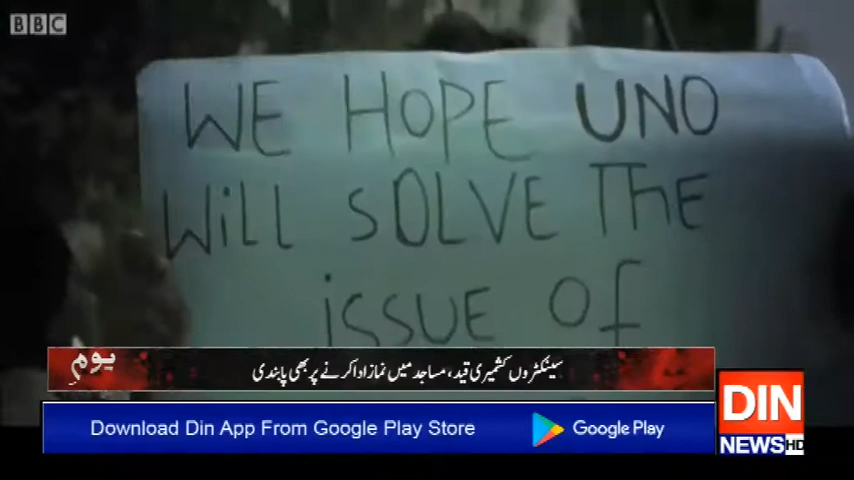 BBC
WE HOPE UNO
WiLL SOLVE THE
iSSUE OF
یوم
سینکڑوں کشمیری قید، مساجد میں نماز ادا کرنے پر بھی پابندی
Download Din App From Google Play Store
Google Play
DIN
NEWS HD